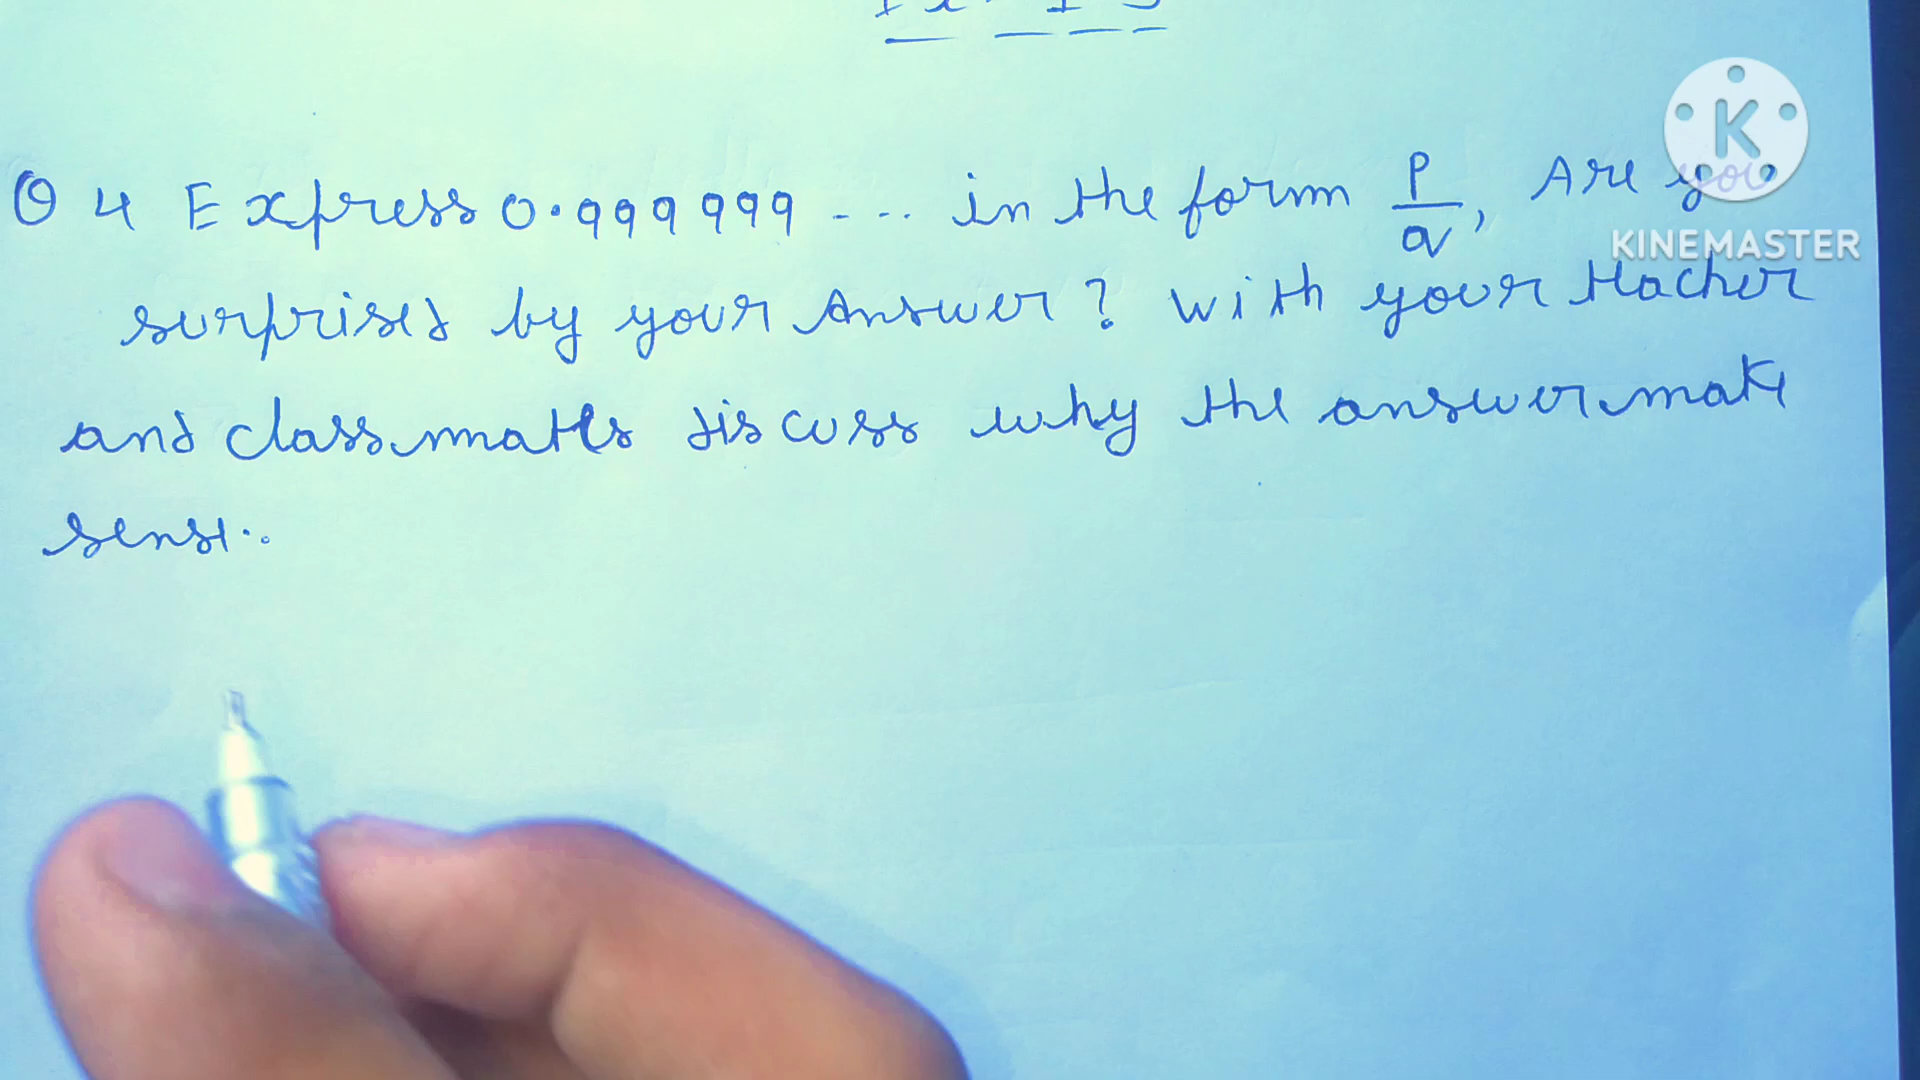 Q 4 Express 0.999999 ---- in the form P/q, Are you
surprised by your Answer? With your teacher
and classmates discuss why the answer make
sense.
K
KINEMASTER